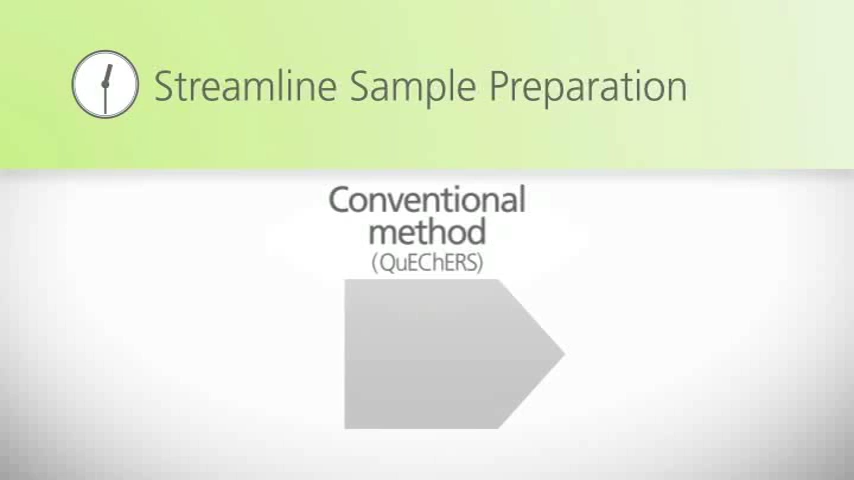 Streamline Sample Preparation
Conventional
method
(QuEChERS)